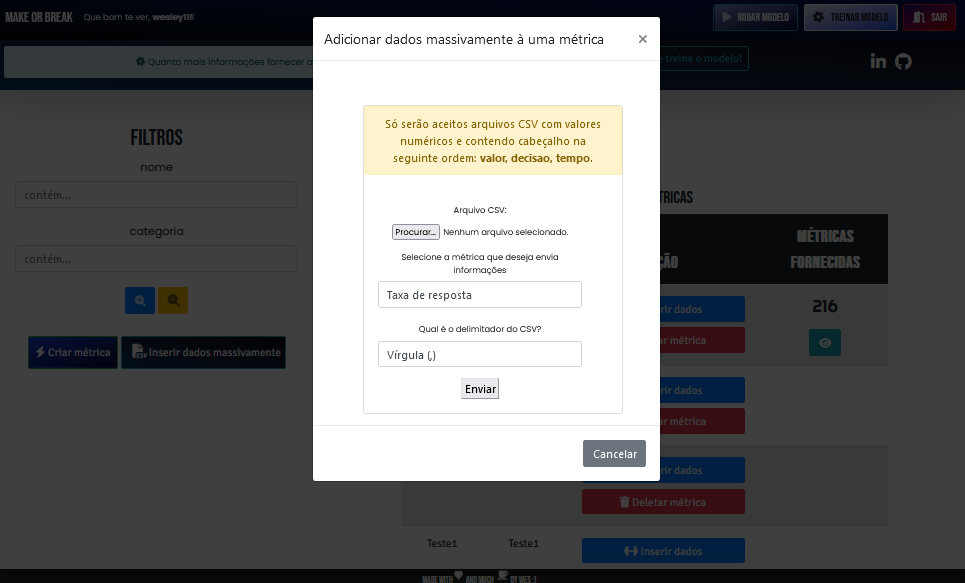 MAKE OR BREAK
Que bom te ver, wesley111!
RODAR MODELO
TREINAR MODELO
SAIR
Quanto mais informações fornecer a
e treine o modelo!
Adicionar dados massivamente à uma métrica
×
Só serão aceitos arquivos CSV com valores
numéricos e contendo cabeçalho na
seguinte ordem: valor, decisao, tempo.
Arquivo CSV:
Procurar... Nenhum arquivo selecionado.
Selecione a métrica que deseja envia
informações
Taxa de resposta
Qual é o delimitador do CSV?
Vírgula (,)
Enviar
Cancelar
FILTROS
nome
contém...
categoria
contém...
Criar métrica
Inserir dados massivamente
TRICAS
ÇÃO
MÉTRICAS
FORNECIDAS
rir dados
216
ar métrica
rir dados
ar métrica
rir dados
Deletar métrica
Teste1
Teste1
Inserir dados
MADE WITH AND MUCH BY WES :)